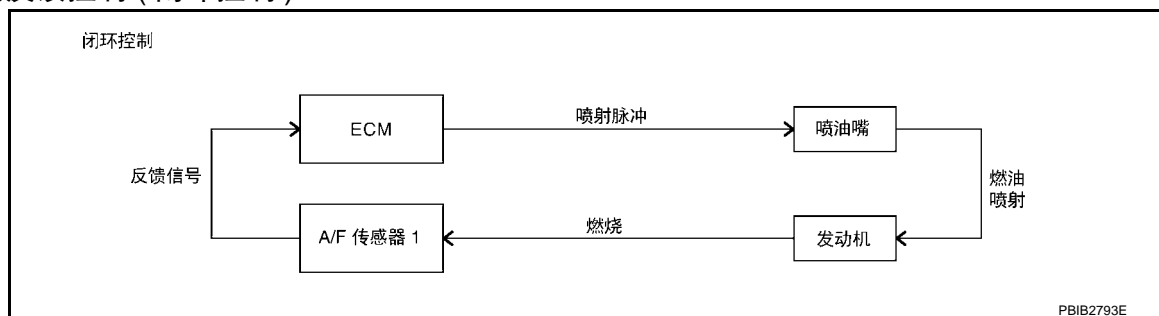 闭环控制
ECM
喷射脉冲
喷油嘴
反馈信号
燃油
喷射
A/F 传感器 1
燃烧
发动机
PBIB2793E